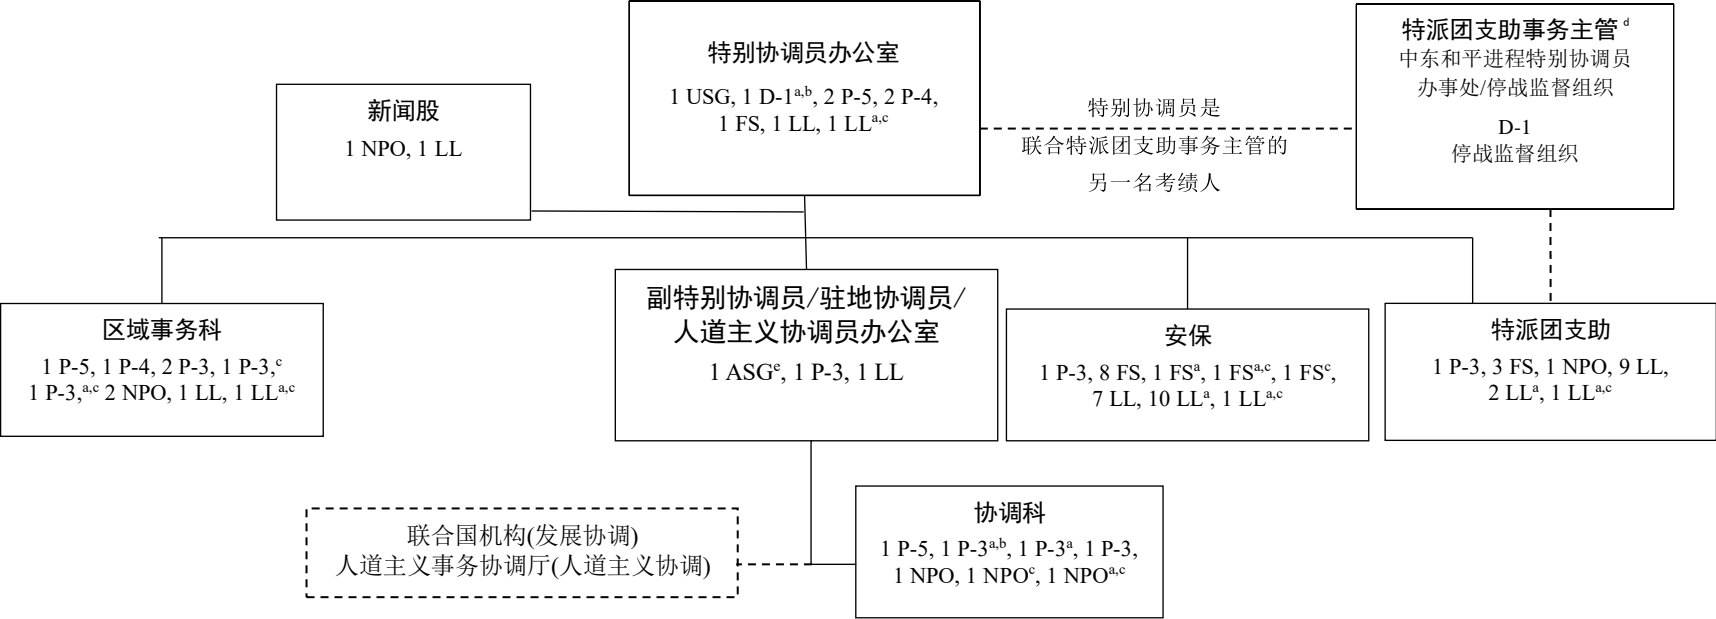 特别协调员办公室
1 USG, 1 D-1a,b, 2 P-5, 2 P-4,
1 FS, 1 LL, 1 LLa,c
特派团支助事务主管d
中东和平进程特别协调员
办事处/停战监督组织
D-1
停战监督组织
新闻股
1 NPO, 1 LL
特别协调员是
联合特派团支助事务主管的
另一名考绩人
区域事务科
1 P-5, 1 P-4, 2 P-3, 1 P-3,c
1 P-3,a,c 2 NPO, 1 LL, 1 LLa,c
副特别协调员/驻地协调员/
人道主义协调员办公室
1 ASGe, 1 P-3, 1 LL
安保
1 P-3, 8 FS, 1 FSa, 1 FSa,c, 1 FSc,
7 LL, 10 LLa, 1 LLa,c
特派团支助
1 P-3, 3 FS, 1 NPO, 9 LL,
2 LLa, 1 LLa,c
联合国机构(发展协调)
人道主义事务协调厅(人道主义协调)
协调科
1 P-5, 1 P-3a,b, 1 P-3a, 1 P-3,
1 NPO, 1 NPOc, 1 NPOa,c